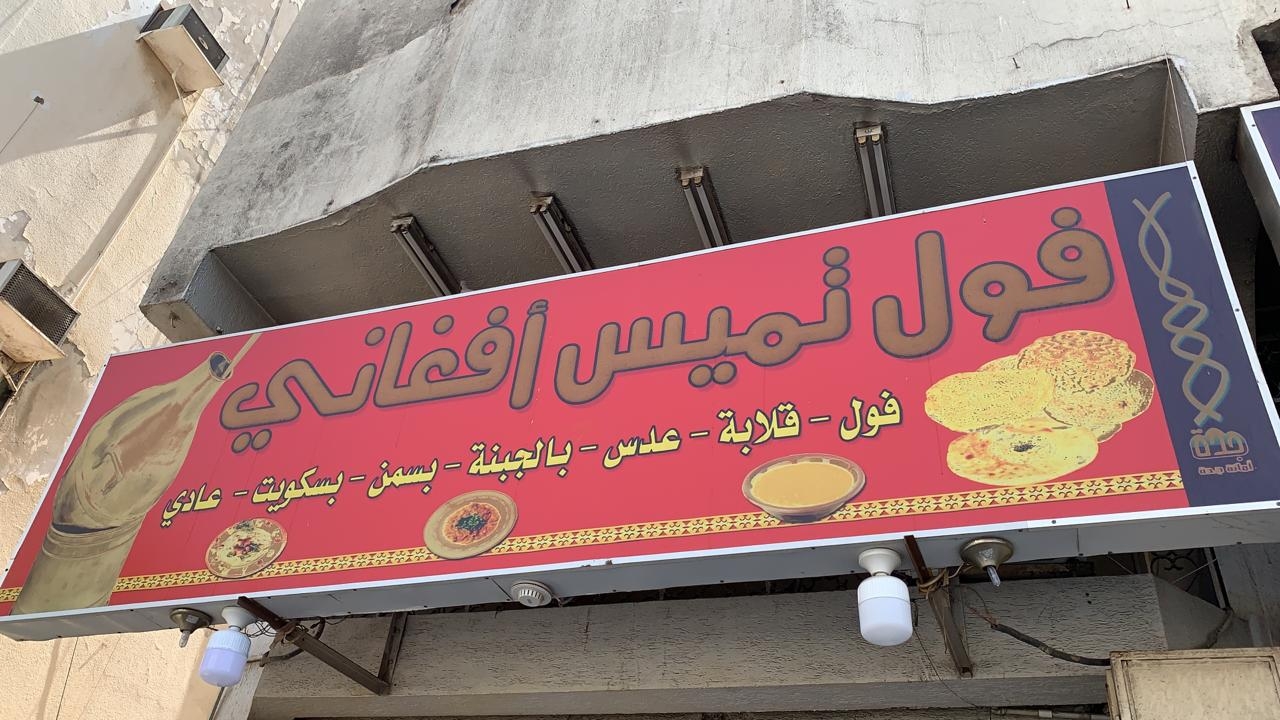 فول تميس أفغاني
فول - قلابة - عدس - بالجبنة - بسمن - بسكويت - عادي
جدة
أمانة جدة